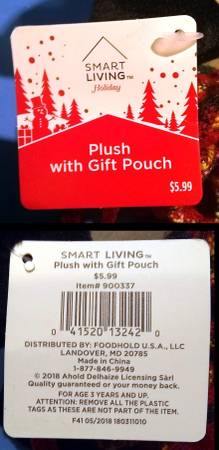 SMART
LIVING™
Holiday
Plush
with Gift Pouch
$5.99
SMART LIVING™
Plush with Gift Pouch
$5.99
Item# 900337
0 41520 13242 0
DISTRIBUTED BY: FOODHOLD U.S.A., LLC
LANDOVER, MD 20785
Made in China
1-877-846-9949
© 2018 Ahold Delhaize Licensing Sàrl
Quality guaranteed or your money back.
FOR AGE 3 YEARS AND UP.
ATTENTION: REMOVE ALL THE PLASTIC
TAGS AS THESE ARE NOT PART OF THE ITEM.
F41 05/2018 180311010